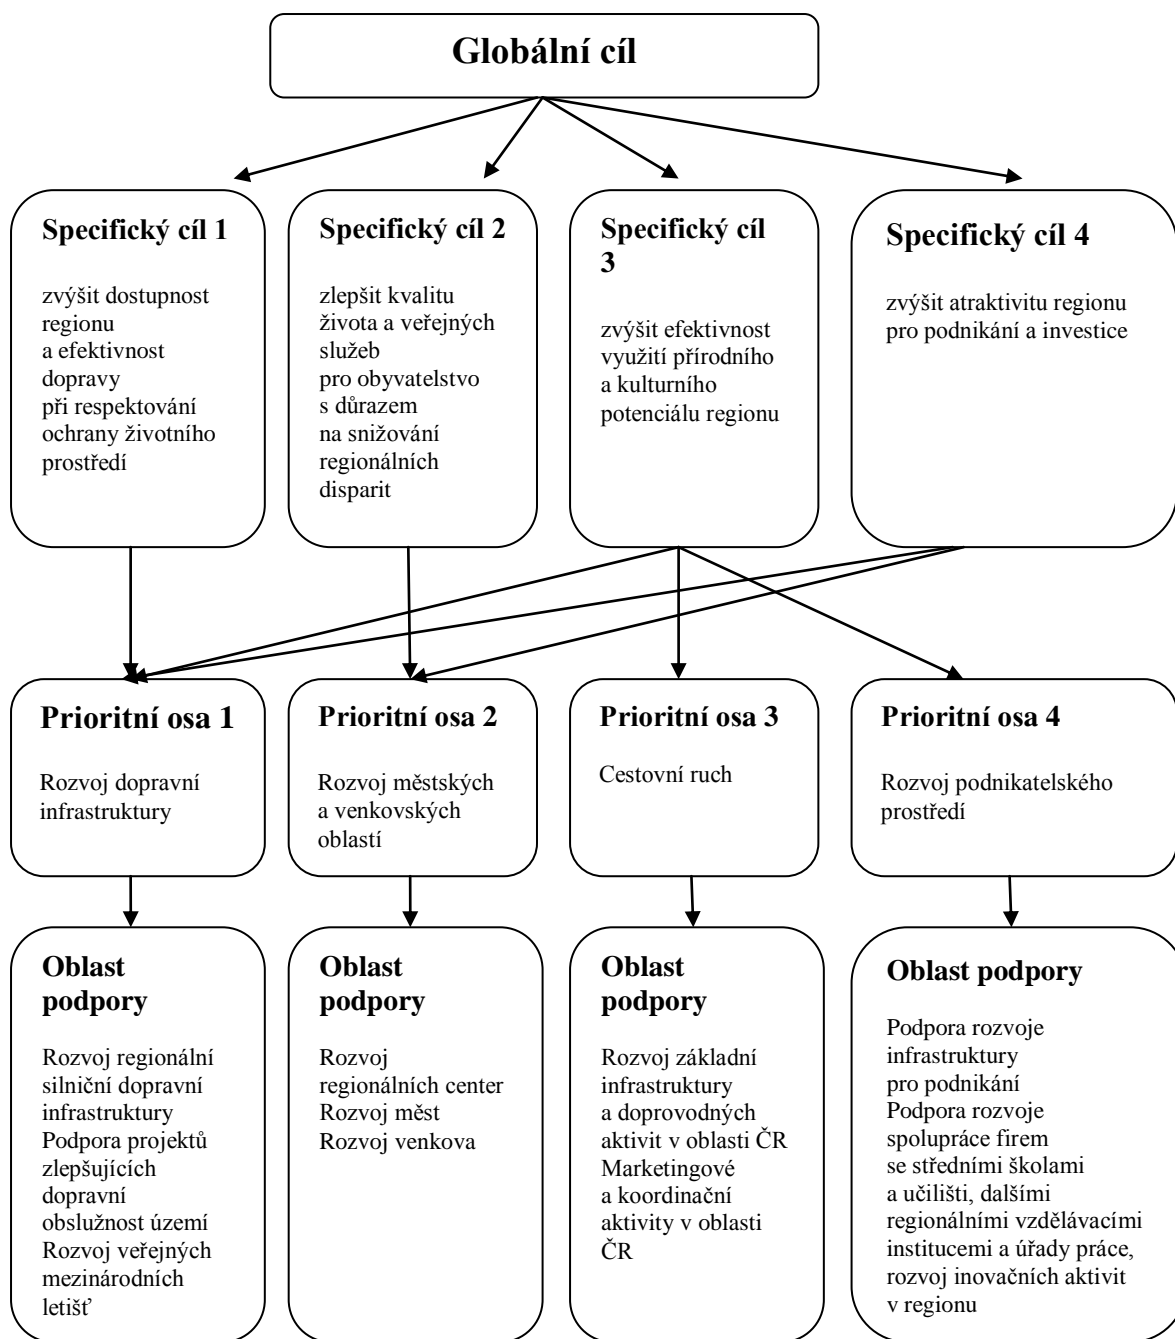 Globální cíl
Specifický cíl 1
zvýšit dostupnost
regionu
a efektivnost
dopravy
při respektování
ochrany životního
prostředí
Specifický cíl 2
zlepšit kvalitu
života a veřejných
služeb
pro obyvatelstvo
s důrazem
na snižování
regionálních
disparit
Specifický cíl
3
zvýšit efektivnost
využití přírodního
a kulturního
potenciálu regionu
Specifický cíl 4
zvýšit atraktivitu regionu
pro podnikání a investice
Prioritní osa 1
Rozvoj dopravní
infrastruktury
Prioritní osa 2
Rozvoj městských
a venkovských
oblastí
Prioritní osa 3
Cestovní ruch
Prioritní osa 4
Rozvoj podnikatelského
prostředí
Oblast
podpory
Rozvoj regionální
silniční dopravní
infrastruktury
Podpora projektů
zlepšujících
dopravní
obslužnost území
Rozvoj veřejných
mezinárodních
letišť
Oblast
podpory
Rozvoj
regionálních center
Rozvoj měst
Rozvoj venkova
Oblast
podpory
Rozvoj základní
infrastruktury
a doprovodných
aktivit v oblasti ČR
Marketingové
a koordinační
aktivity v oblasti
ČR
Oblast podpory
Podpora rozvoje
infrastruktury
pro podnikání
Podpora rozvoje
spolupráce firem
se středními školami
a učilišti, dalšími
regionálními vzdělávacími
institucemi a úřady práce,
rozvoj inovačních aktivit
v regionu